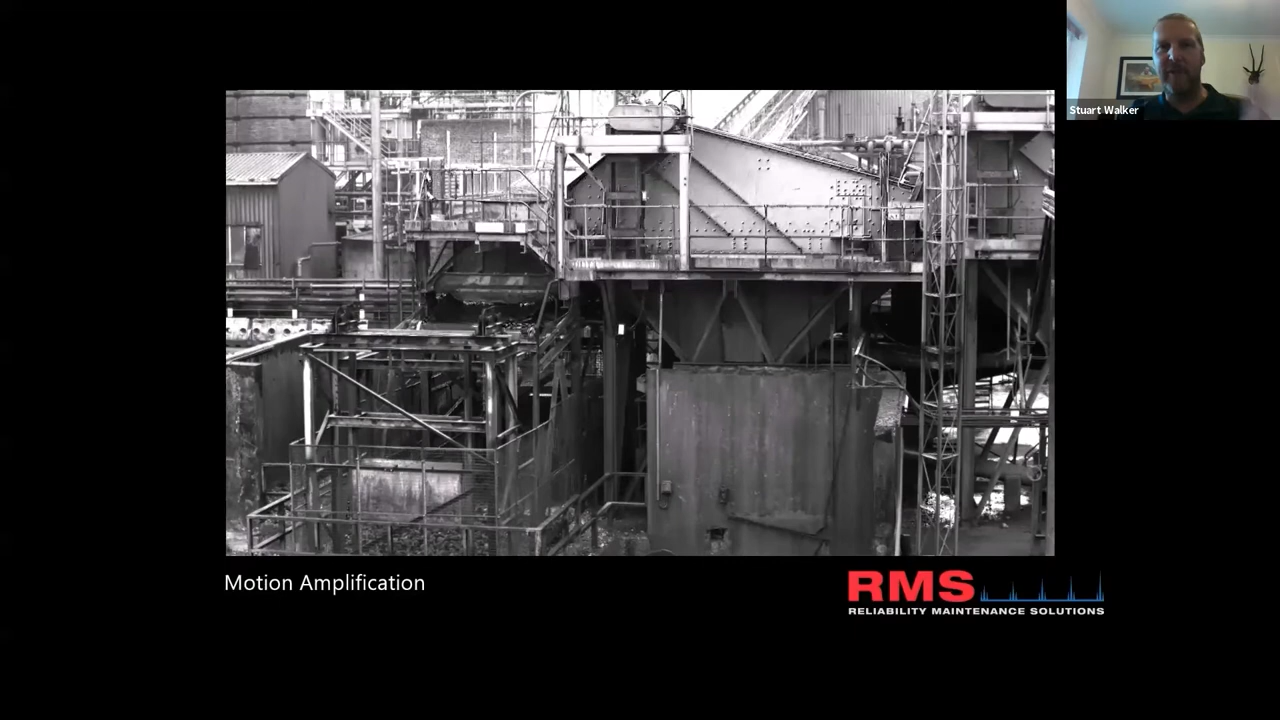 Stuart Walker
Motion Amplification
RMS
RELIABILITY MAINTENANCE SOLUTIONS